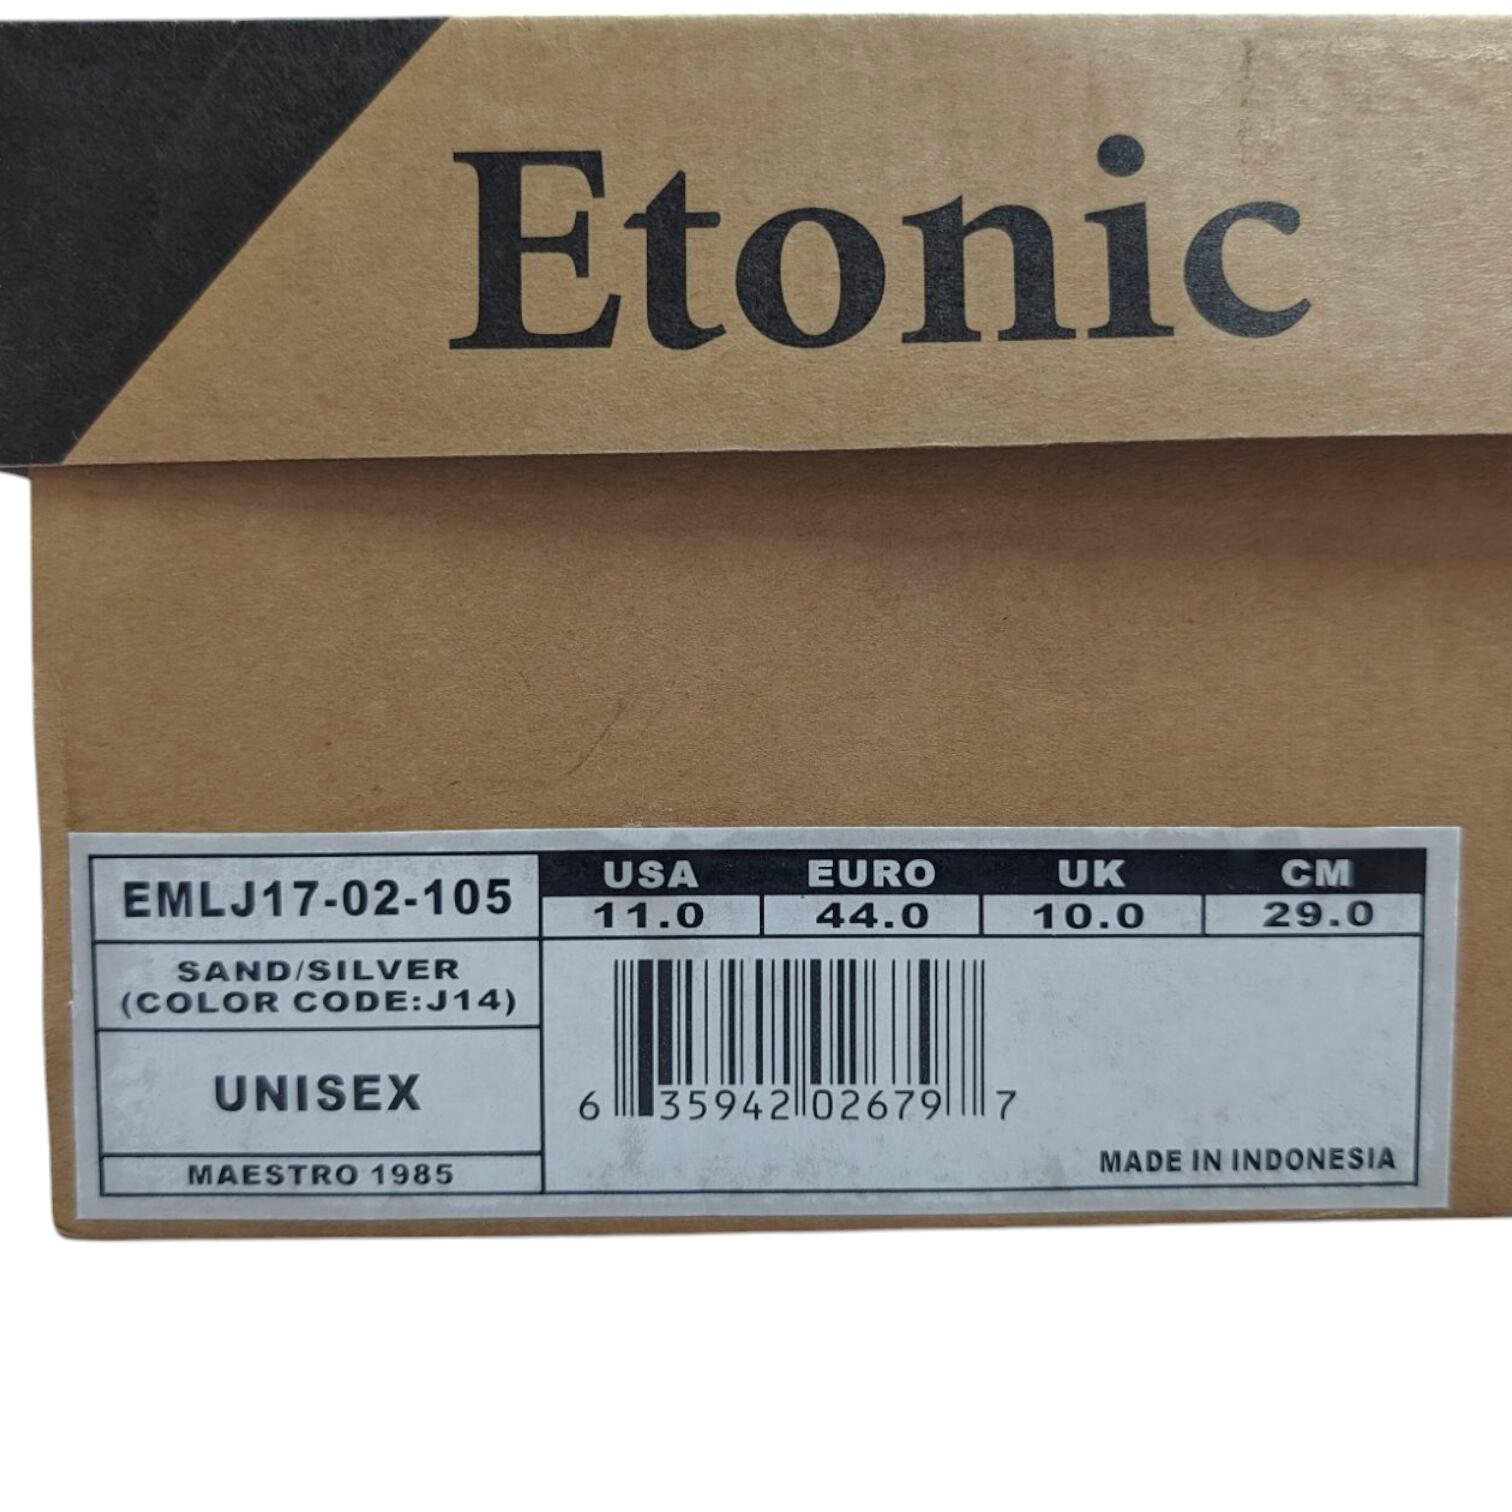 Etonic
EMLJ17-02-105
USA EURO UK CM
11.0 44.0 10.0 29.0
SAND/SILVER
(COLOR CODE:J14)
UNISEX
6 35942 02679 7
MAESTRO 1985
MADE IN INDONESIA